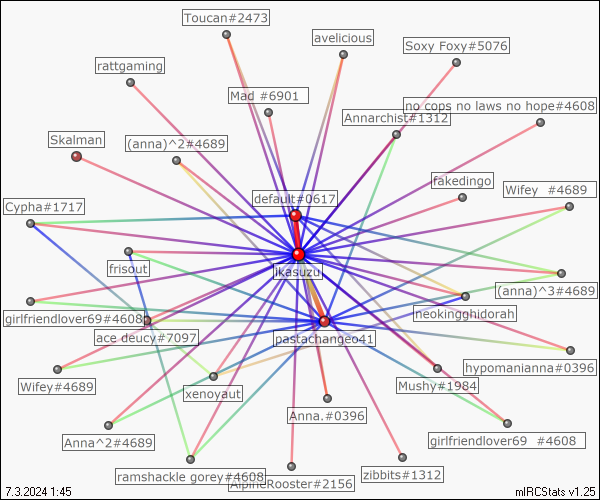 Toucan#2473
avelicious
Soxy Foxy#5076
rattgaming
Mad #6901
no cops no laws no hope#4608
Annarchist#1312
Skalman
(anna)^2#4689
fakedingo
Wifey #4689
default#0617
Cypha#1717
frisout
ikasuzu
(anna)^3#4689
neokingghidorah
girlfriendlover69#4608
ace deucy#7097
pastachangeo41
hypomanianna#0396
Wifey#4689
xenoyaut
Mushy#1984
Anna.#0396
Anna^2#4689
girlfriendlover69 #4608
ramshackle gorey#4608
AlpineRooster#2156
zibbits#1312
7.3.2024 1:45
mIRCStats v1.25